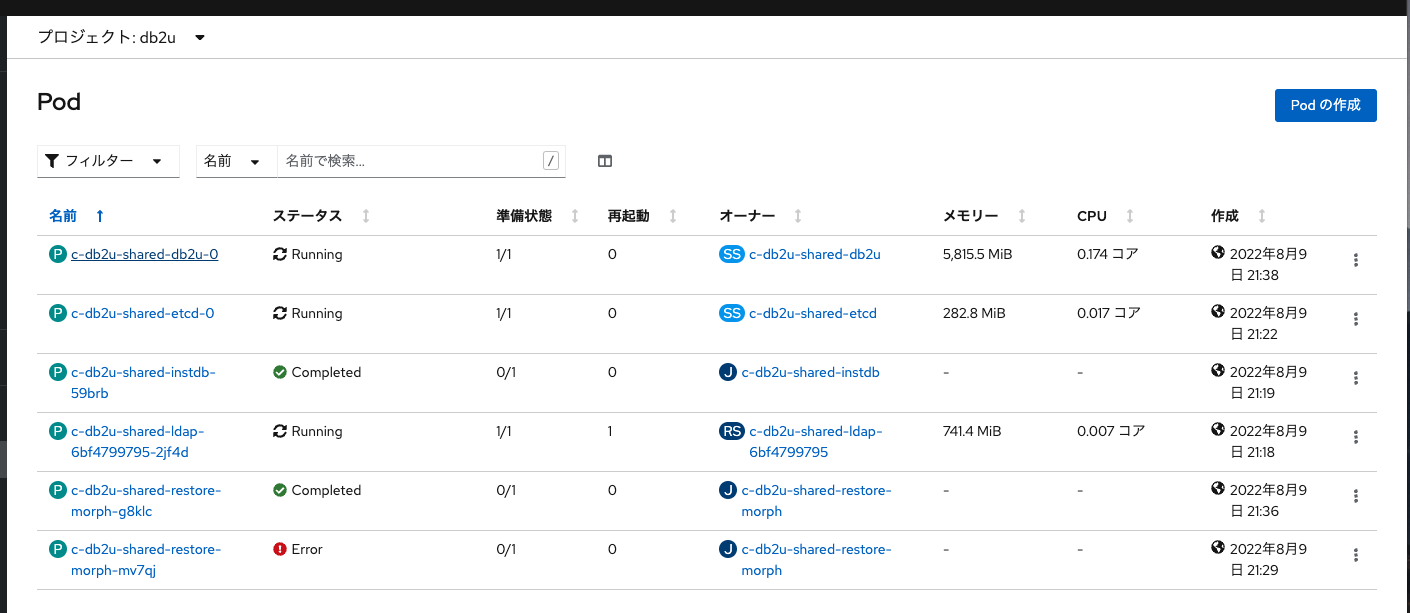 プロジェクト: db2u
Pod
Pod の作成
フィルター 名前 名前で検索... /
名前 ステータス 準備状態 再起動 オーナー メモリー CPU 作成
P c-db2u-shared-db2u-0 Running 1/1 0 SS c-db2u-shared-db2u 5,815.5 MiB 0.174 コア 2022年8月9
日 21:38
P c-db2u-shared-etcd-0 Running 1/1 0 SS c-db2u-shared-etcd 282.8 MiB 0.017 コア 2022年8月9
日 21:22
P c-db2u-shared-instdb- Completed 0/1 0 J c-db2u-shared-instdb - - 2022年8月9
59brb 日 21:19
P c-db2u-shared-ldap- Running 1/1 1 RS c-db2u-shared-ldap- 741.4 MiB 0.007 コア 2022年8月9
6bf4799795-2jf4d 6bf4799795 日 21:18
P c-db2u-shared-restore- Completed 0/1 0 J c-db2u-shared-restore- - - 2022年8月9
morph-g8klc morph 日 21:36
P c-db2u-shared-restore- Error 0/1 0 J c-db2u-shared-restore- - - 2022年8月9
morph-mv7qj morph 日 21:29